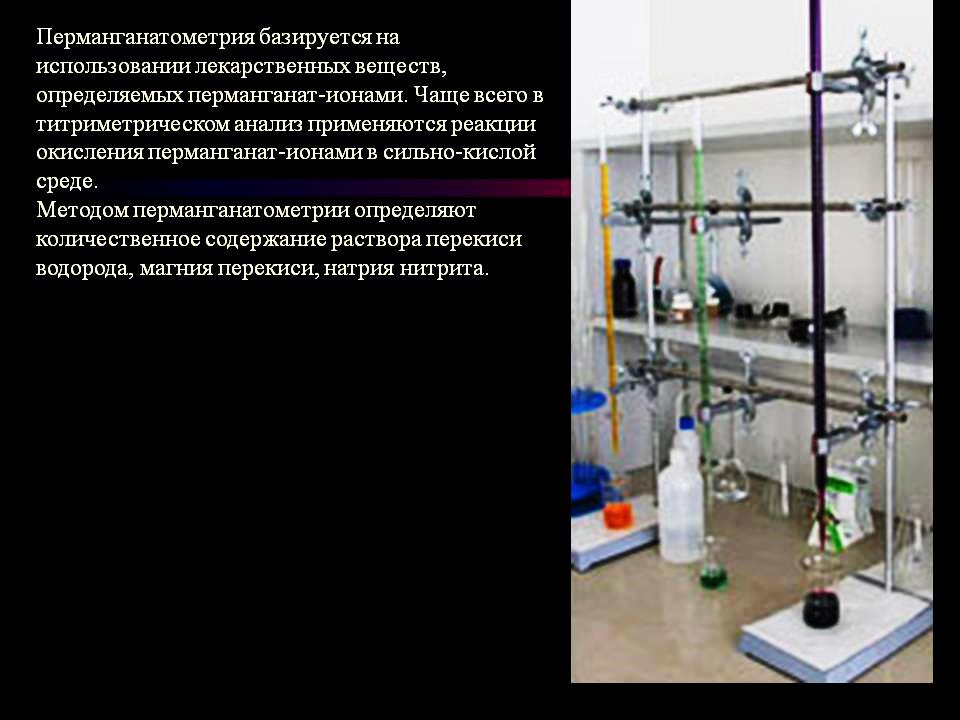 Перманганатометрия базируется на
использовании лекарственных веществ,
определяемых перманганат-ионами. Чаще всего в
титриметрическом анализ применяются реакции
окисления перманганат-ионами в сильно-кислой
среде.
Методом перманганатометрии определяют
количественное содержание раствора перекиси
водорода, магния перекиси, натрия нитрита.